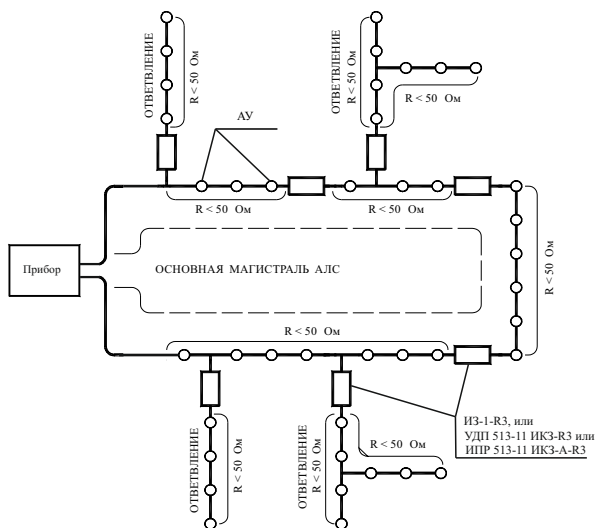 ОТВЕТВЛЕНИЕ
R < 50 Ом
ОТВЕТВЛЕНИЕ
R < 50 Ом
R < 50 Ом
АУ
R < 50 Ом
R < 50 Ом
Прибор
ОСНОВНАЯ МАГИСТРАЛЬ АЛС
R < 50 Ом
R < 50 Ом
ИЗ-1-R3, или
УДП 513-11 ИКЗ-R3 или
ИПР 513-11 ИКЗ-А-R3
ОТВЕТВЛЕНИЕ
R < 50 Ом
ОТВЕТВЛЕНИЕ
R < 50 Ом
R < 50 Ом